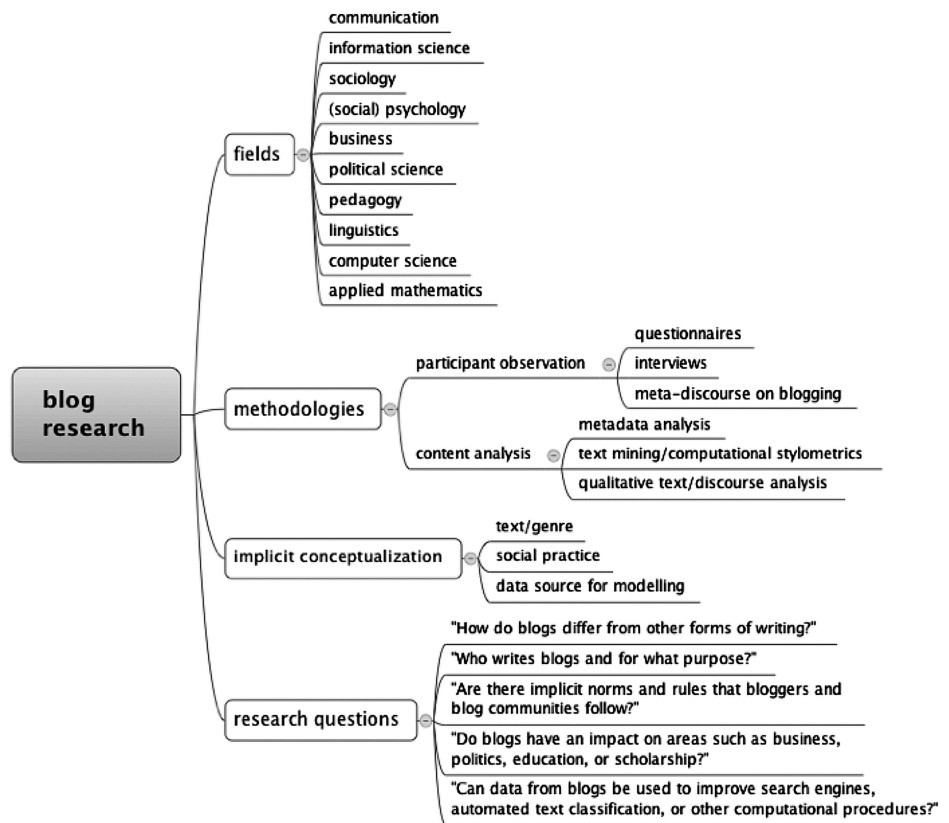 communication
information science
sociology
(social) psychology
fields
business
political science
pedagogy
linguistics
computer science
applied mathematics
blog
research
methodologies
participant observation
questionnaires
interviews
meta-discourse on blogging
content analysis
metadata analysis
text mining/computational stylometrics
qualitative text/discourse analysis
implicit conceptualization
text/genre
social practice
data source for modelling
research questions
"How do blogs differ from other forms of writing?"
"Who writes blogs and for what purpose?"
"Are there implicit norms and rules that bloggers and
blog communities follow?"
"Do blogs have an impact on areas such as business,
politics, education, or scholarship?"
"Can data from blogs be used to improve search engines,
automated text classification, or other computational procedures?"